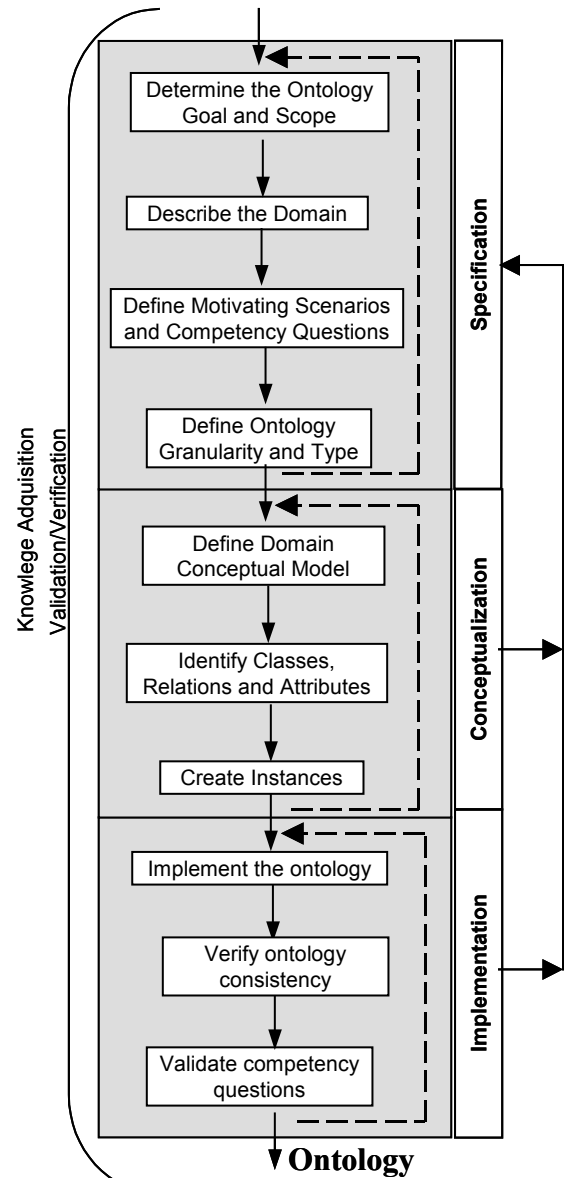 Determine the Ontology
Goal and Scope
Describe the Domain
Define Motivating Scenarios
and Competency Questions
Define Ontology
Granularity and Type
Specification
Knowlege Adquisition
Validation/Verification
Define Domain
Conceptual Model
Identify Classes,
Relations and Attributes
Create Instances
Conceptualization
Implement the ontology
Verify ontology
consistency
Validate competency
questions
Implementation
Ontology